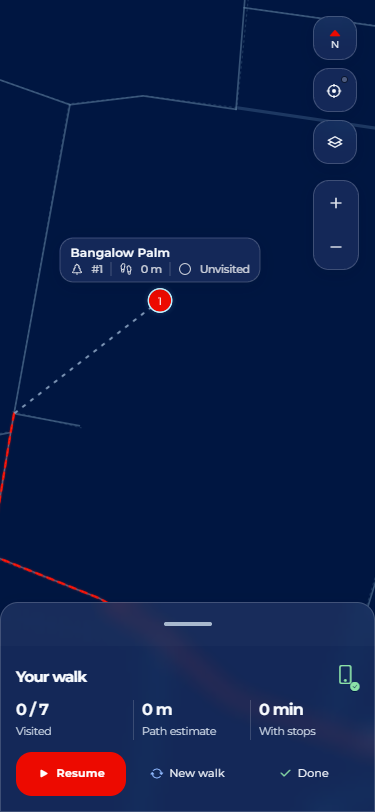 N
Bangalow Palm
#1 0 m Unvisited
1
Your walk
0 / 7 0 m 0 min
Visited Path estimate With stops
Resume New walk Done